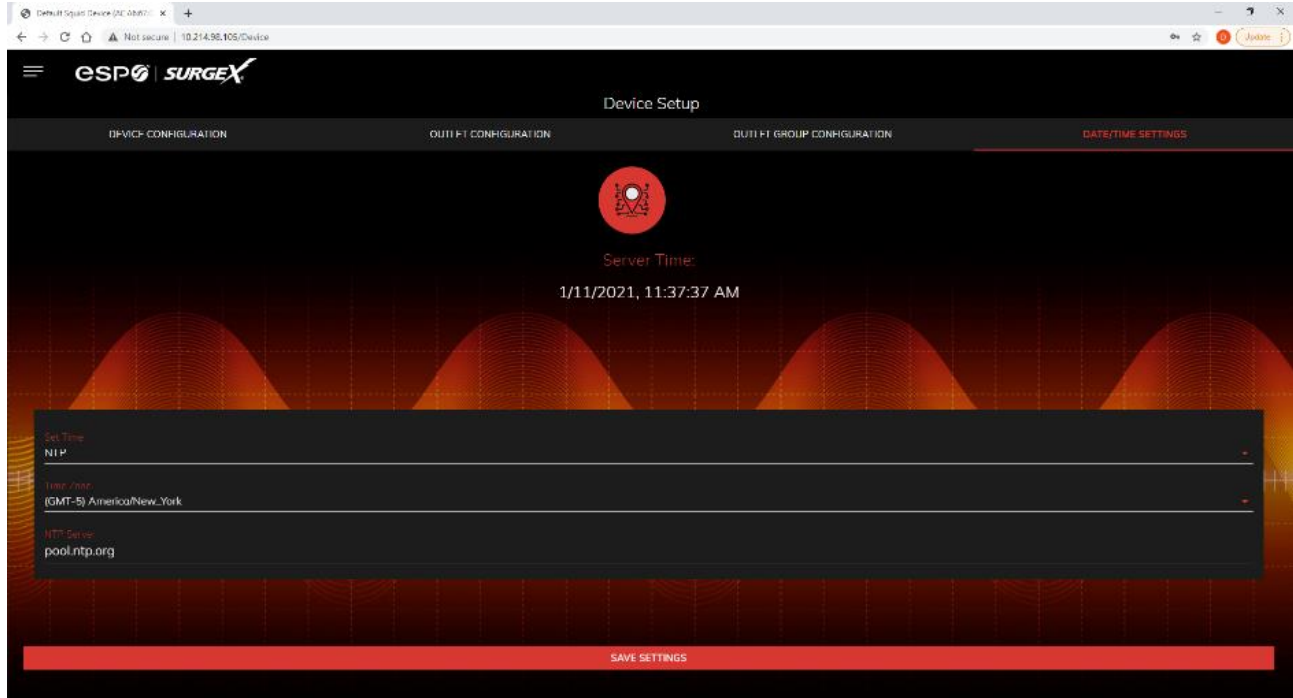 Default Squid Device (AC
Not secure | 10.214.98.105/Device
Update
esp | SURGEX
Device Setup
DEVICE CONFIGURATION
OUTLET CONFIGURATION
OUTLET GROUP CONFIGURATION
DATE/TIME SETTINGS
Server Time:
1/11/2021, 11:37:37 AM
Set Time
NTP
Time Zone
(GMT-5) America/New_York
NTP Server
pool.ntp.org
SAVE SETTINGS